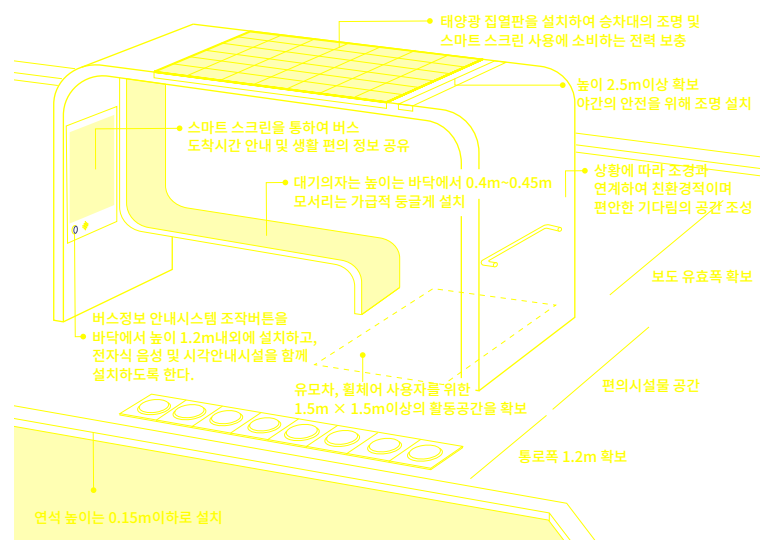 태양광 집열판을 설치하여 승차대의 조명 및
스마트 스크린 사용에 소비하는 전력 보충
높이 2.5m이상 확보
야간의 안전을 위해 조명 설치
스마트 스크린을 통하여 버스
도착시간 안내 및 생활 편의 정보 공유
대기의자는 높이는 바닥에서 0.4m~0.45m
모서리는 가급적 둥글게 설치
상황에 따라 조경과
연계하여 친환경적이며
편안한 기다림의 공간 조성
보도 유효폭 확보
버스정보 안내시스템 조작버튼을
바닥에서 높이 1.2m내외에 설치하고,
전자식 음성 및 시각안내시설을 함께
설치하도록 한다.
유모차, 휠체어 사용자를 위한
1.5m × 1.5m이상의 활동공간을 확보
편의시설물 공간
통로폭 1.2m 확보
연석 높이는 0.15m이하로 설치